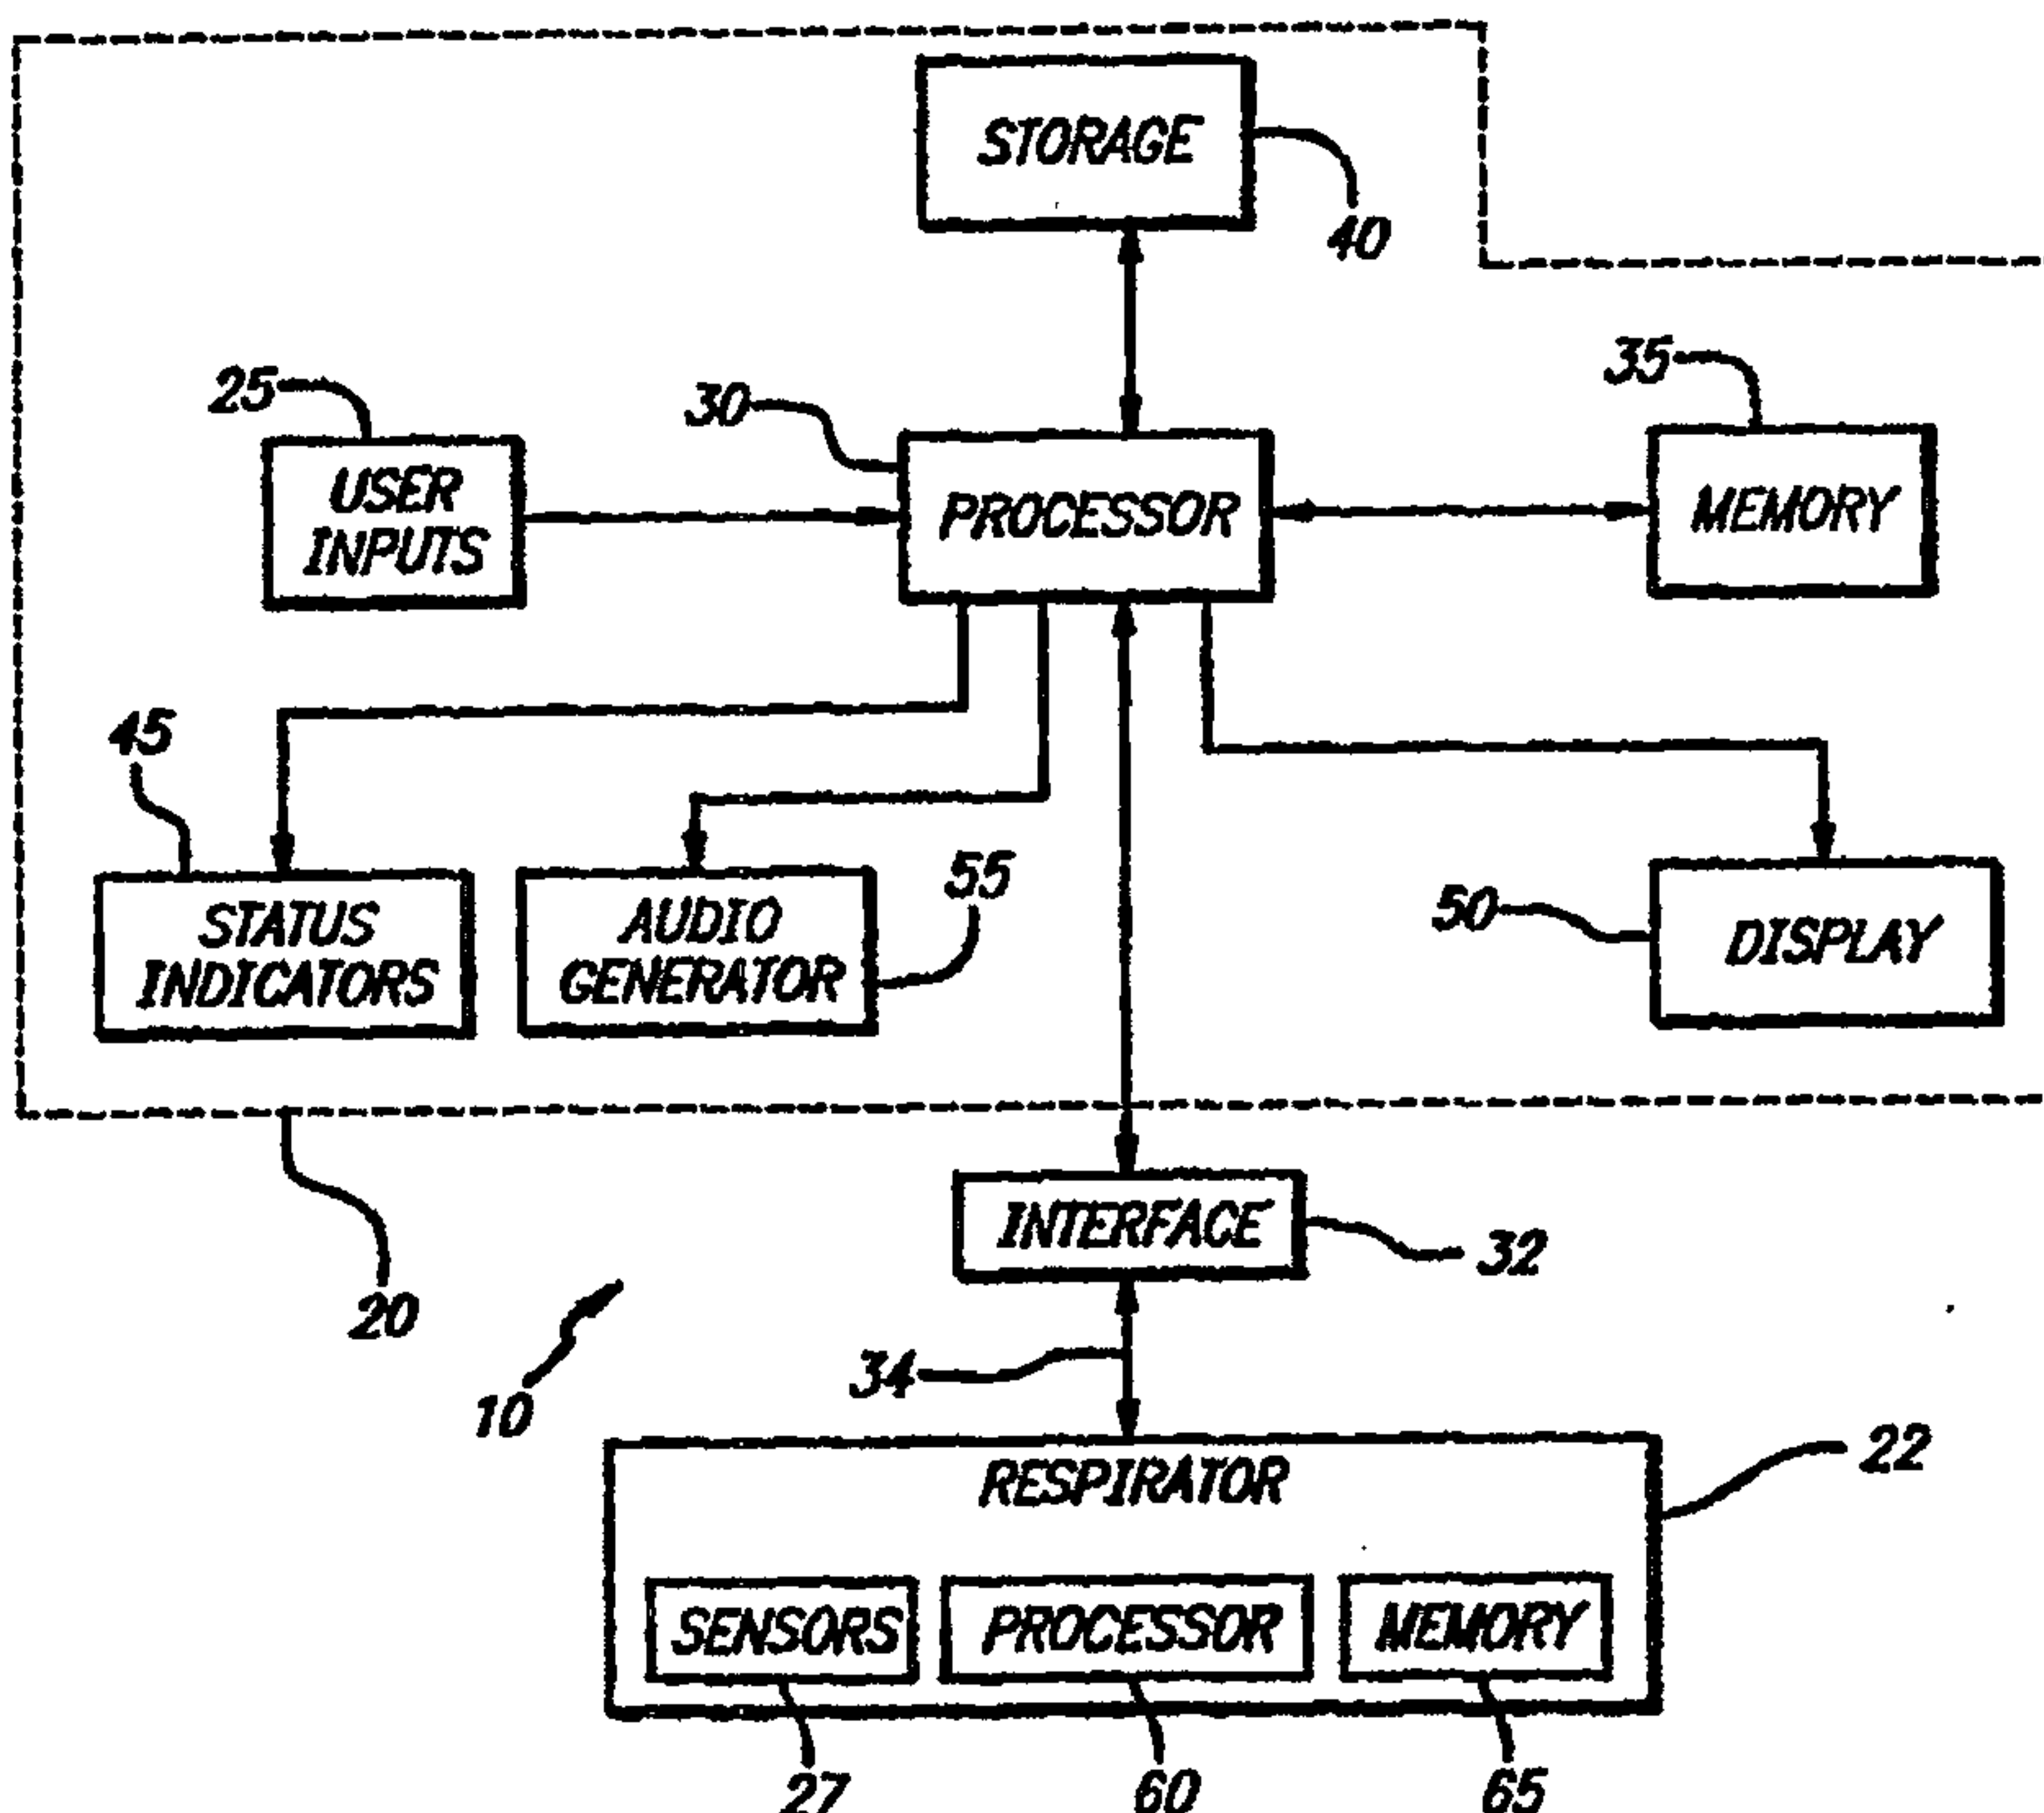 STORAGE
40
25
30
35
USER
INPUTS
PROCESSOR
MEMORY
45
STATUS
INDICATORS
AUDIO
GENERATOR
55
50
DISPLAY
20
10
INTERFACE
32
34
RESPIRATOR
22
SENSORS
PROCESSOR
MEMORY
27
60
65